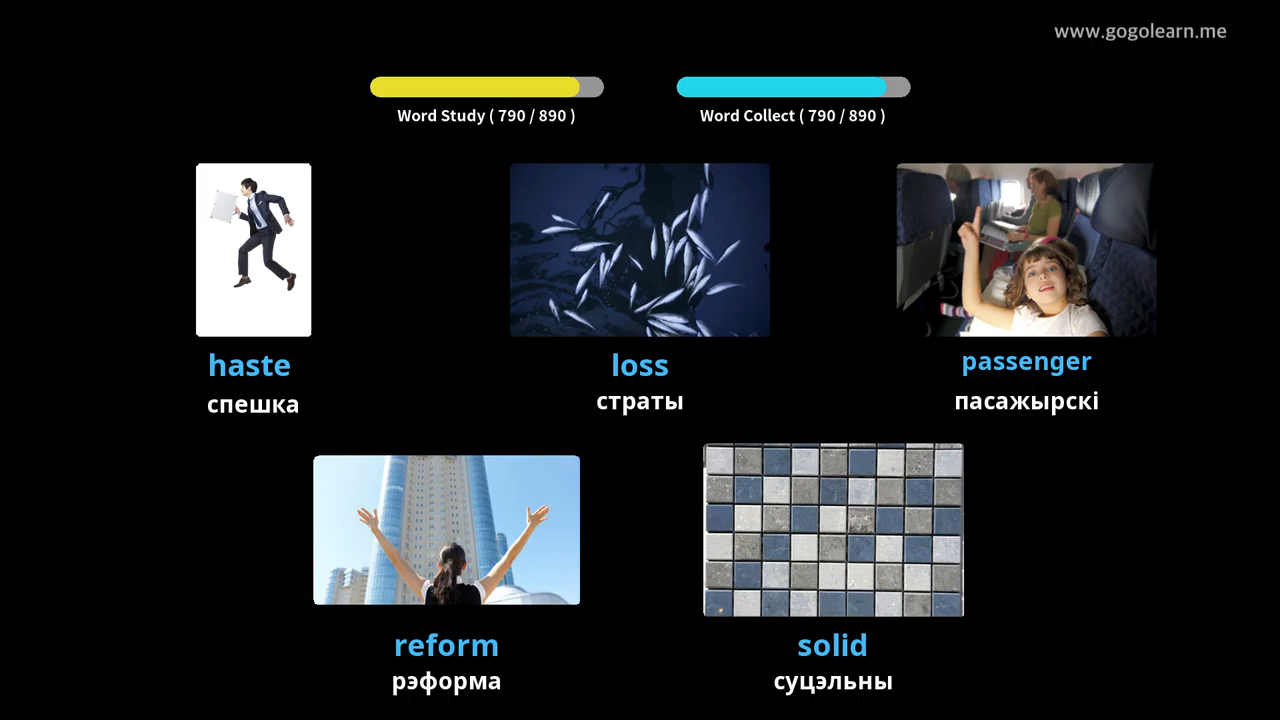 www.gogolearn.me
Word Study ( 790 / 890 )
Word Collect ( 790 / 890 )
haste
спешка
loss
страты
passenger
пасажырскі
reform
рэформа
solid
суцэльны